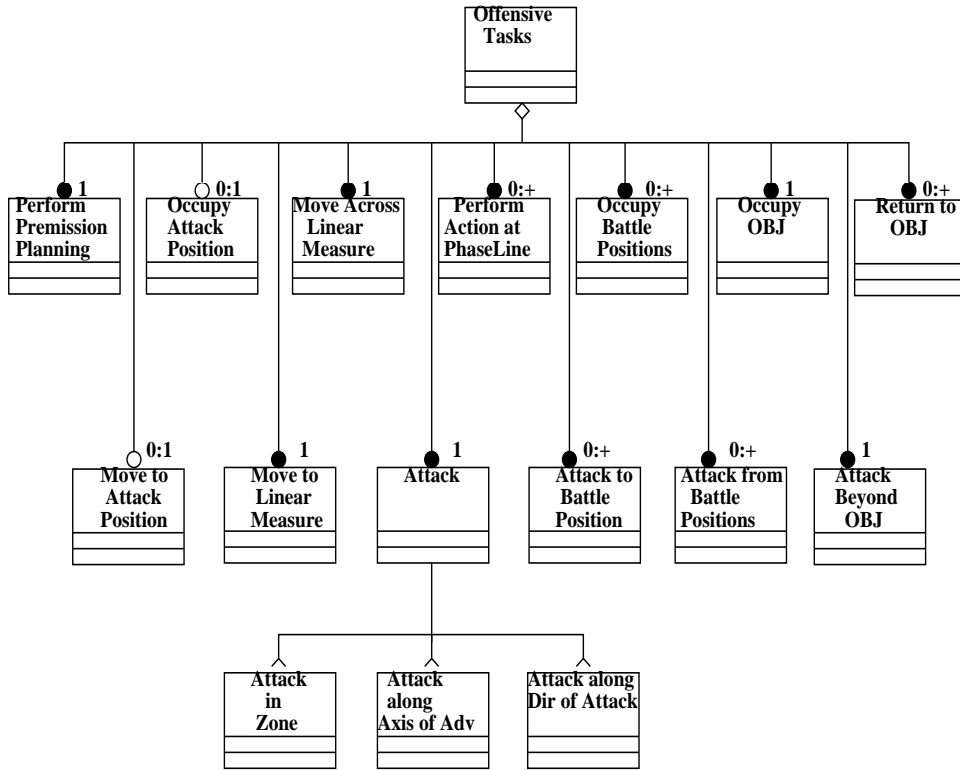 Offensive
Tasks
1
Perform
Premission
Planning
0:1
Occupy
Attack
Position
1
Move Across
Linear
Measure
0:+
Perform
Action at
PhaseLine
0:+
Occupy
Battle
Positions
1
Occupy
OBJ
0:+
Return to
OBJ
0:1
Move to
Attack
Position
1
Move to
Linear
Measure
1
Attack
0:+
Attack to
Battle
Position
0:+
Attack from
Battle
Positions
1
Attack
Beyond
OBJ
Attack
in
Zone
Attack
along
Axis of Adv
Attack along
Dir of Attack